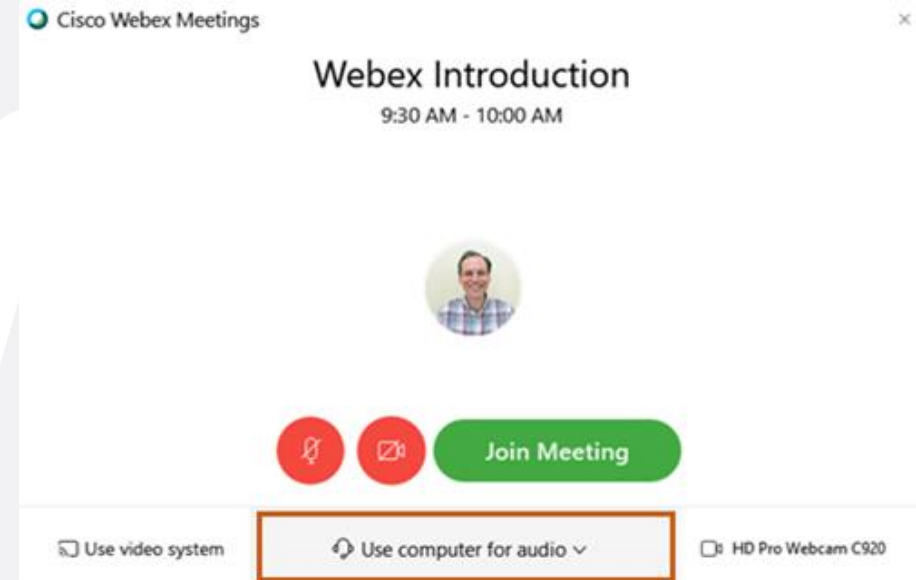 Cisco Webex Meetings
Webex Introduction
9:30 AM - 10:00 AM
Join Meeting
Use video system
Use computer for audio
HD Pro Webcam C920